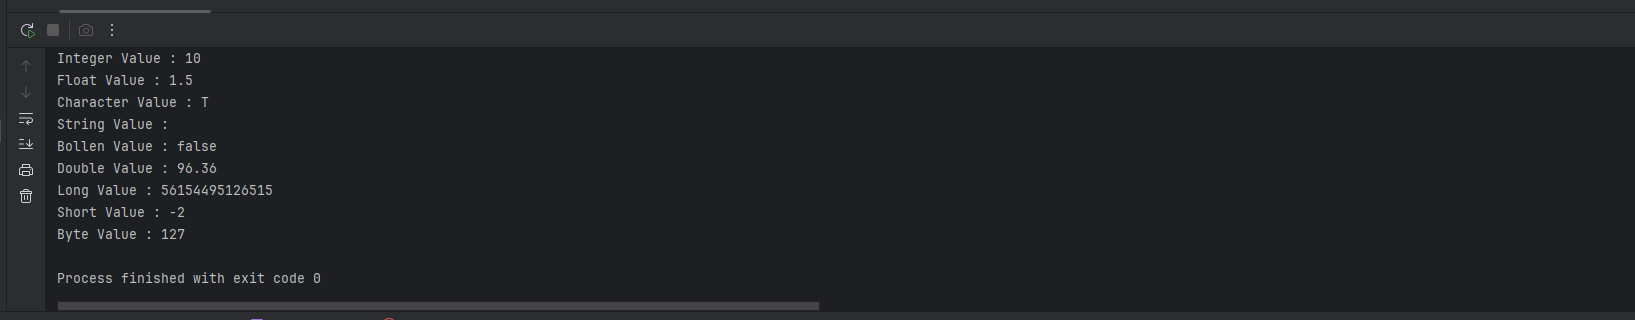 Integer Value : 10
Float Value : 1.5
Character Value : T
String Value :
Bollen Value : false
Double Value : 96.36
Long Value : 56154495126515
Short Value : -2
Byte Value : 127
Process finished with exit code 0